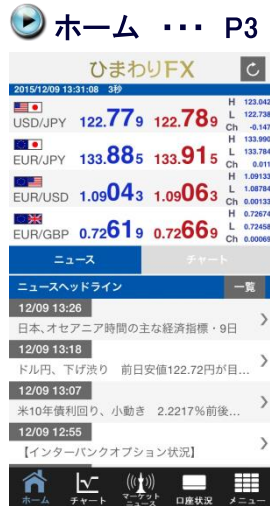 ホーム ・・・ P3
ひまわりFX
2015/12/09 13:31:08 3秒
USD/JPY 122.779 122.789 H 123.042 L 122.738 Ch -0.147
EUR/JPY 133.885 133.915 H 133.990 L 133.784 Ch 0.011
EUR/USD 1.09043 1.09063 H 1.09133 L 1.08784 Ch 0.00133
EUR/GBP 0.72619 0.72669 H 0.72674 L 0.72458 Ch 0.00069
ニュース チャート
ニュースヘッドライン 一覧
12/09 13:26
日本、オセアニア時間の主な経済指標・9日
12/09 13:18
ドル円、下げ渋り 前日安値122.72円が目...
12/09 13:07
米10年債利回り、小動き 2.2217％前後...
12/09 12:55
【インターバンクオプション状況】
ホーム チャート マーケットニュース 口座状況 メニュー